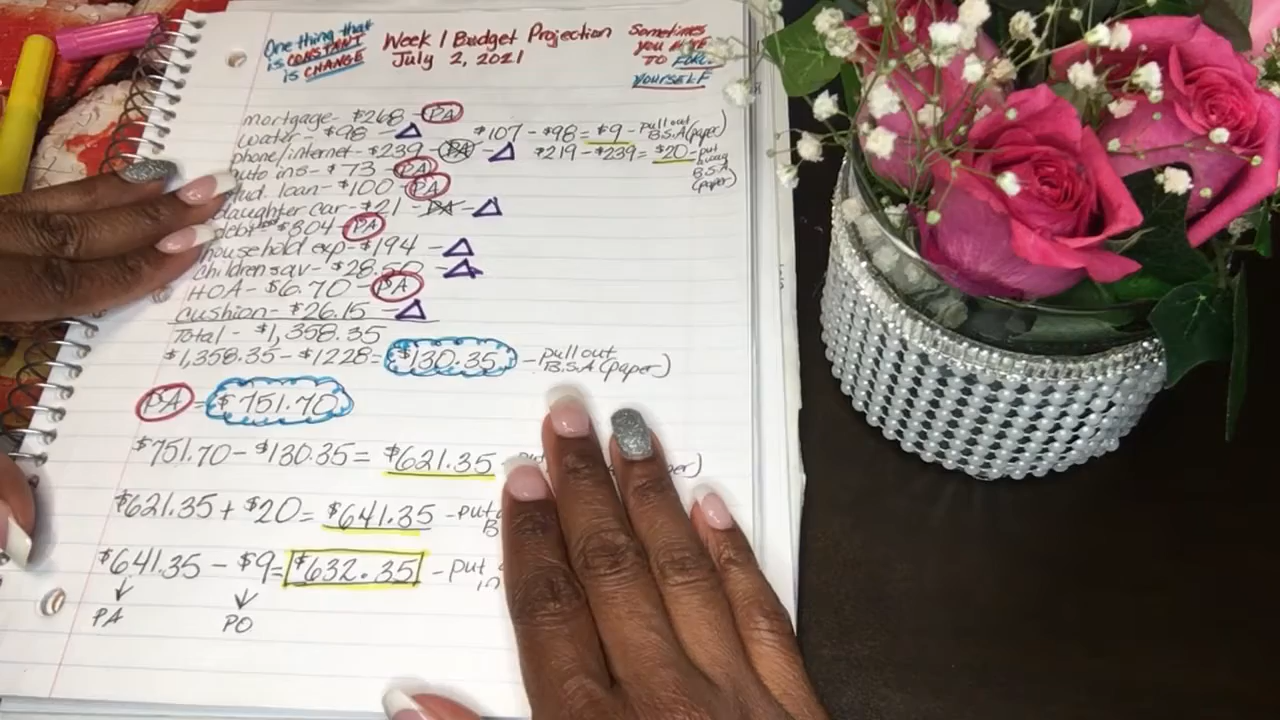 One thing that
is CONSTANT
is CHANGE
Week 1 Budget Projection
July 2, 2021
Sometimes
you
TO
YOURSELF
mortgage - $248 - PA
water - $98 - △ $107 - $98 = $9 - pull out B.S.A (paper)
phone/internet - $239 - PA - △ $219 - $239 = $20 - put away B.S.A (paper)
auto ins - $73 - PA
stud. loan - $100 - PA
daughter car - $21 - PA - △
debt - $304 - PA
household exp - $194 - △
children sav - $28.50 - △
HOA - $6.70 - PA
cushion - $26.15 - △
Total - $1,358.35
$1,358.35 - $1228 = $130.35 - pull out B.S.A (paper)
PA = $751.70
$751.70 - $130.35 = $621.35
$621.35 + $20 = $641.35 - put
$641.35 - $9 = $632.35 - put
in
PA PO